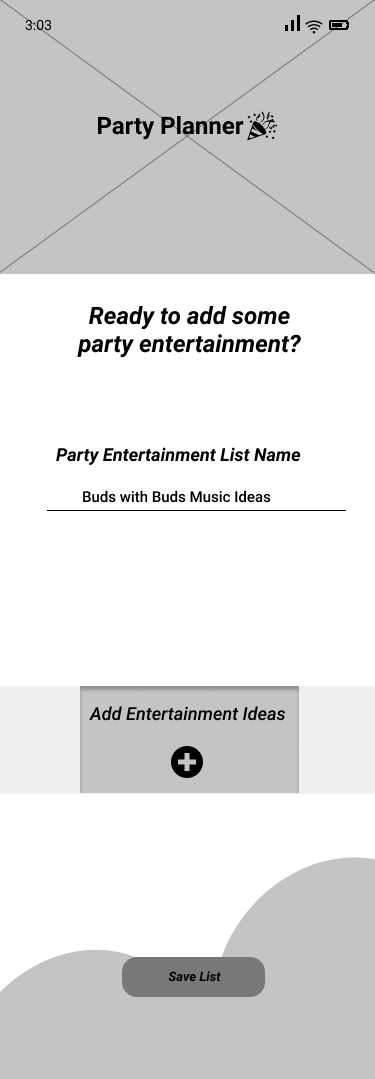 3:03
Party Planner
Ready to add some
party entertainment?
Party Entertainment List Name
Buds with Buds Music Ideas
Add Entertainment Ideas
Save List